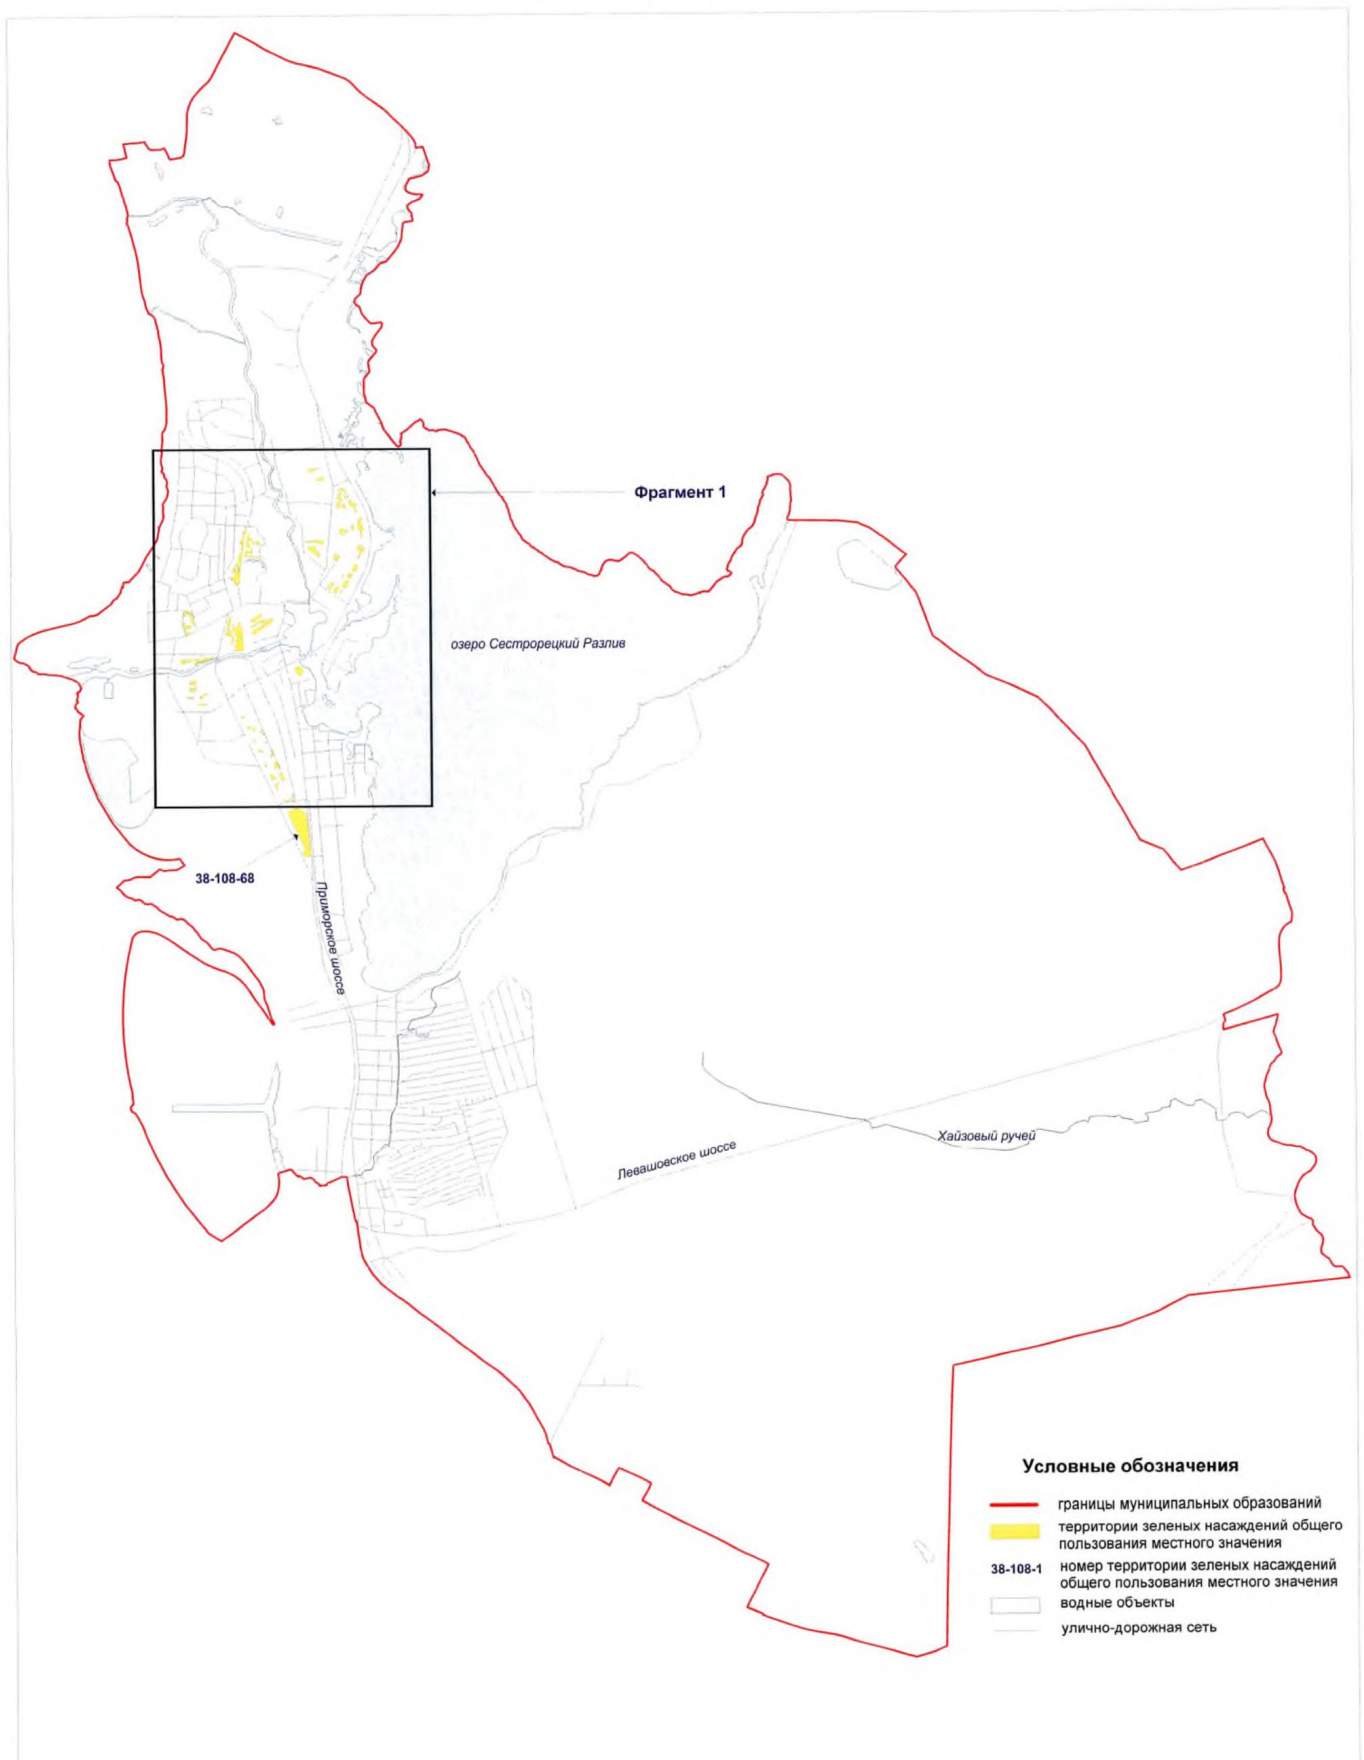 Фрагмент 1
озеро Сестрорецкий Разлив
38-108-68
Приморское шоссе
Левашовское шоссе
Хайзовый ручей
Условные обозначения
границы муниципальных образований
территории зеленых насаждений общего
пользования местного значения
38-108-1 номер территории зеленых насаждений
общего пользования местного значения
водные объекты
улично-дорожная сеть